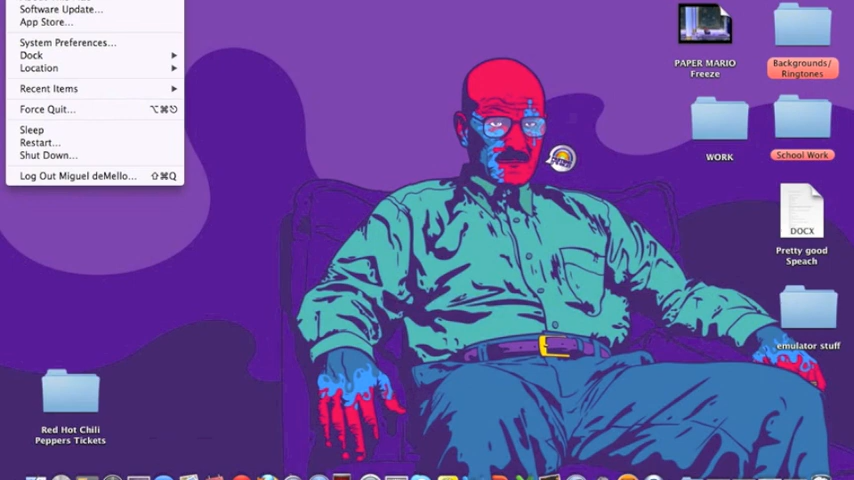 Software Update...
App Store...
System Preferences...
Dock
Location
Recent Items
Force Quit... ⌥⌘⎋
Sleep
Restart...
Shut Down...
Log Out Miguel deMello... ⇧⌘Q
PAPER MARIO
Freeze
Backgrounds/
Ringtones
WORK
School Work
DOCX
Pretty good
Speach
emulator stuff
Red Hot Chili
Peppers Tickets